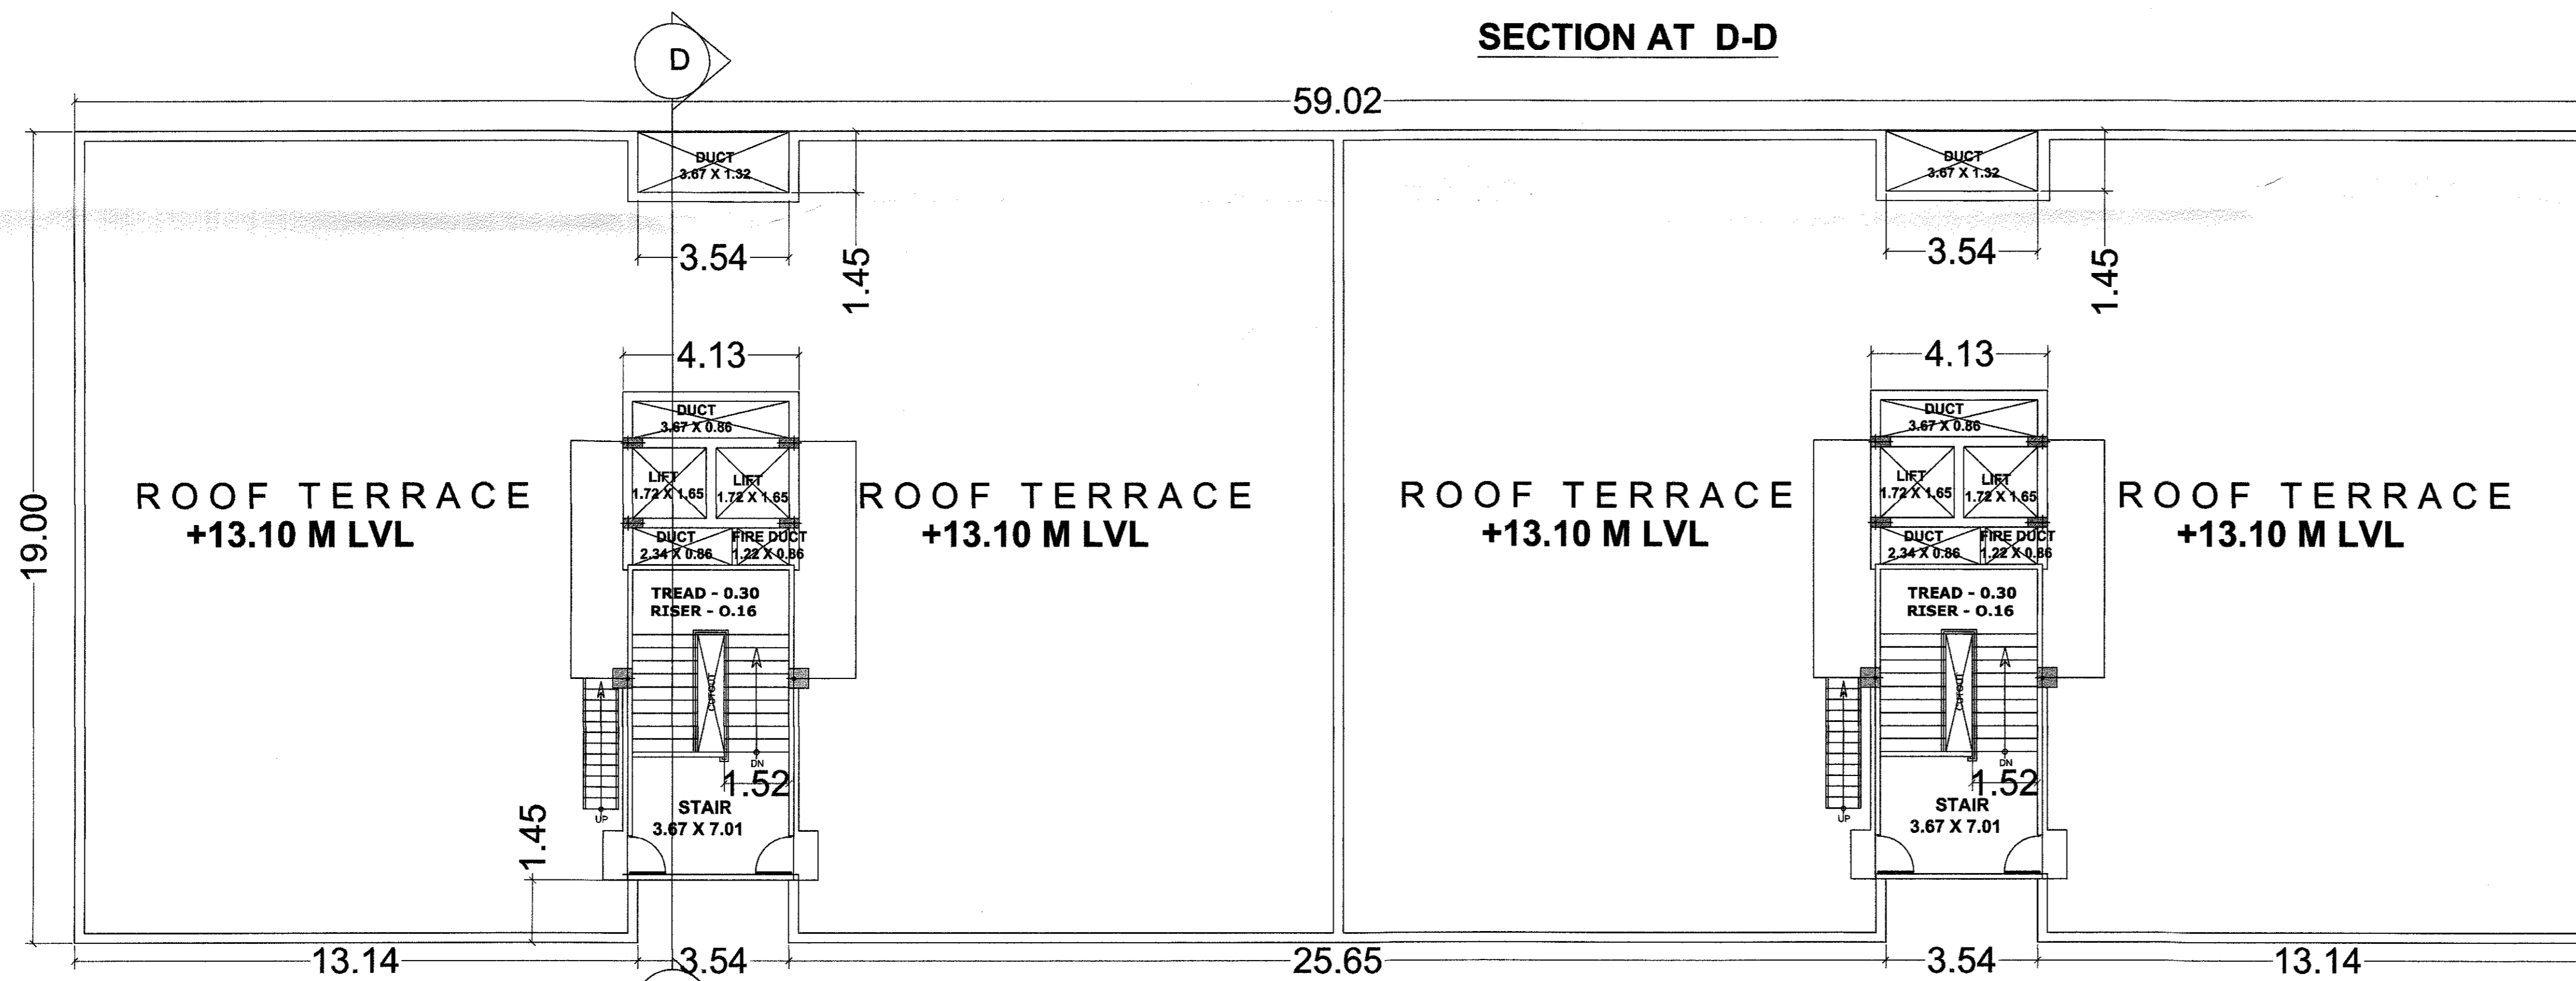 SECTION AT D-D
D
59.02
DUCT
3.67 X 1.32
DUCT
3.67 X 1.32
3.54
1.45
3.54
1.45
4.13
4.13
DUCT
3.67 X 0.86
DUCT
3.67 X 0.86
19.00
ROOF TERRACE
+13.10 M LVL
LIFT
1.72 X 1.65
LIFT
1.72 X 1.65
ROOF TERRACE
+13.10 M LVL
ROOF TERRACE
+13.10 M LVL
LIFT
1.72 X 1.65
LIFT
1.72 X 1.65
ROOF TERRACE
+13.10 M LVL
DUCT
2.34 X 0.86
FIRE DUCT
1.22 X 0.86
DUCT
2.34 X 0.86
FIRE DUCT
1.22 X 0.86
TREAD - 0.30
RISER - 0.16
TREAD - 0.30
RISER - 0.16
CUTOUT
CUTOUT
DN
1.52
DN
1.52
UP
STAIR
3.67 X 7.01
UP
STAIR
3.67 X 7.01
1.45
13.14
3.54
25.65
3.54
13.14